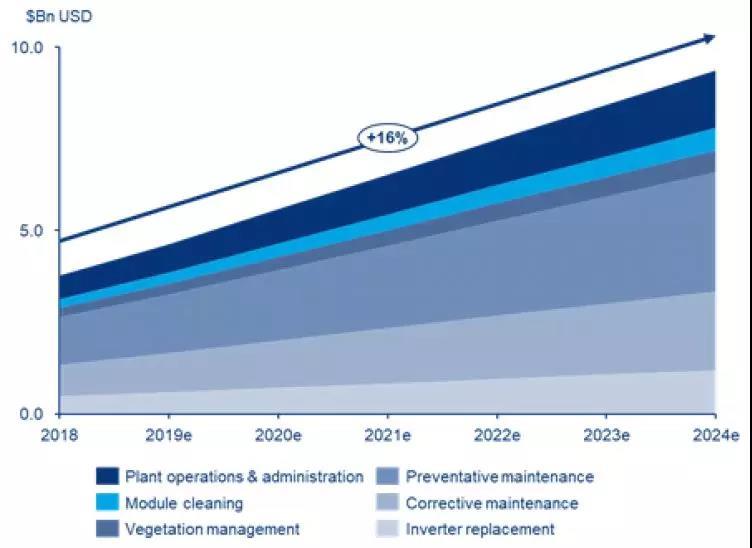 $Bn USD
10.0
+16%
5.0
0.0
2018 2019e 2020e 2021e 2022e 2023e 2024e
Plant operations & administration Preventative maintenance
Module cleaning Corrective maintenance
Vegetation management Inverter replacement